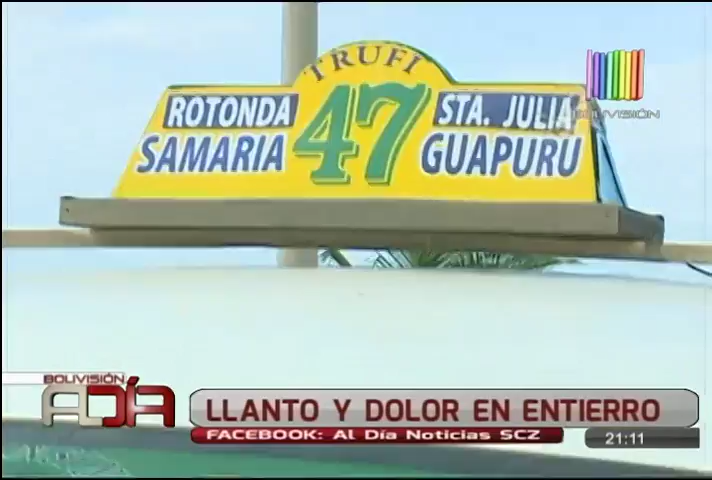 TRUFI
47
ROTONDA
SAMARIA
STA. JULIA
GUAPURU
BOLIVISIÓN
BOLIVISIÓN
AL DÍA
LLANTO Y DOLOR EN ENTIERRO
FACEBOOK: Al Día Noticias SCZ
21:11